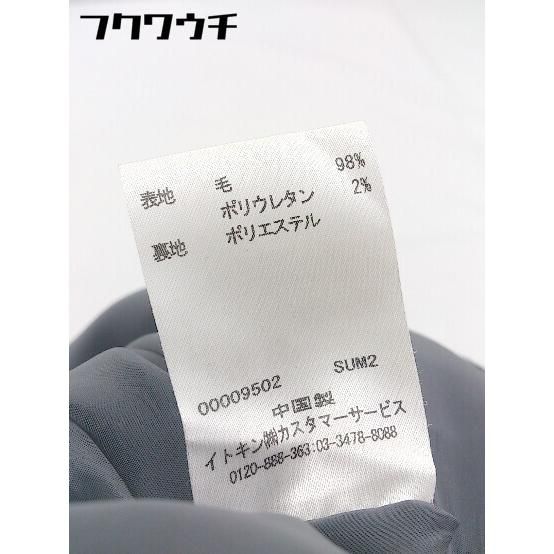 フクワウチ
表地 毛 98%
ポリウレタン 2%
裏地 ポリエステル
00009502 SUM2
中国製
イトキン㈱カスタマーサービス
0120-888-363:03-3478-8088